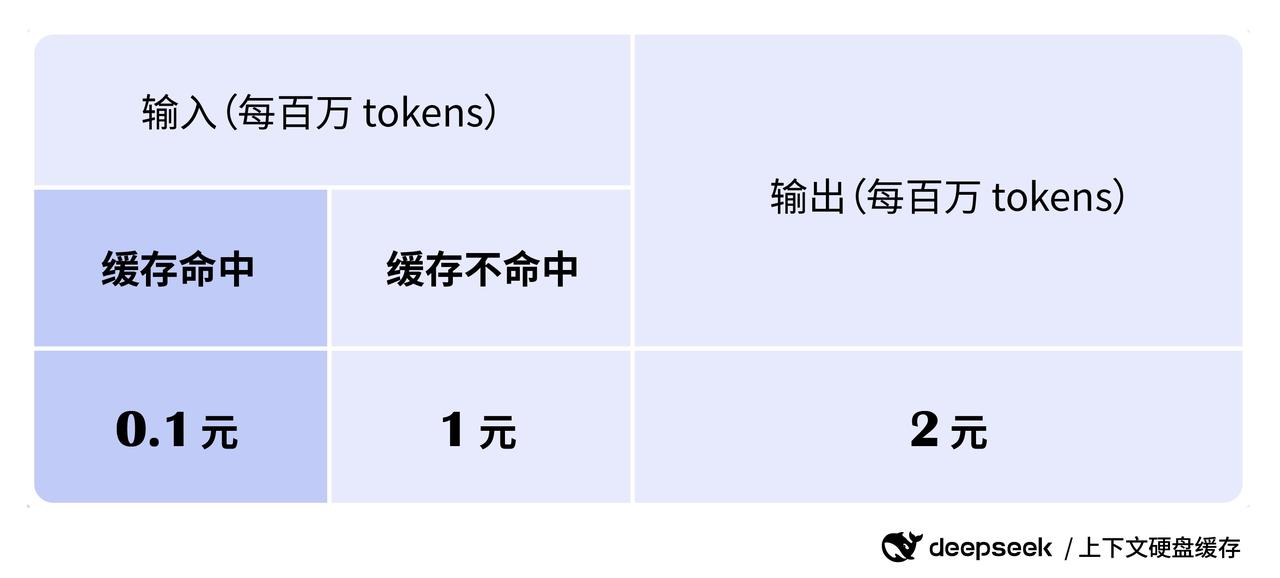 输入（每百万 tokens）
输出（每百万 tokens）
缓存命中
缓存不命中
0.1 元
1 元
2 元
deepseek / 上下文硬盘缓存